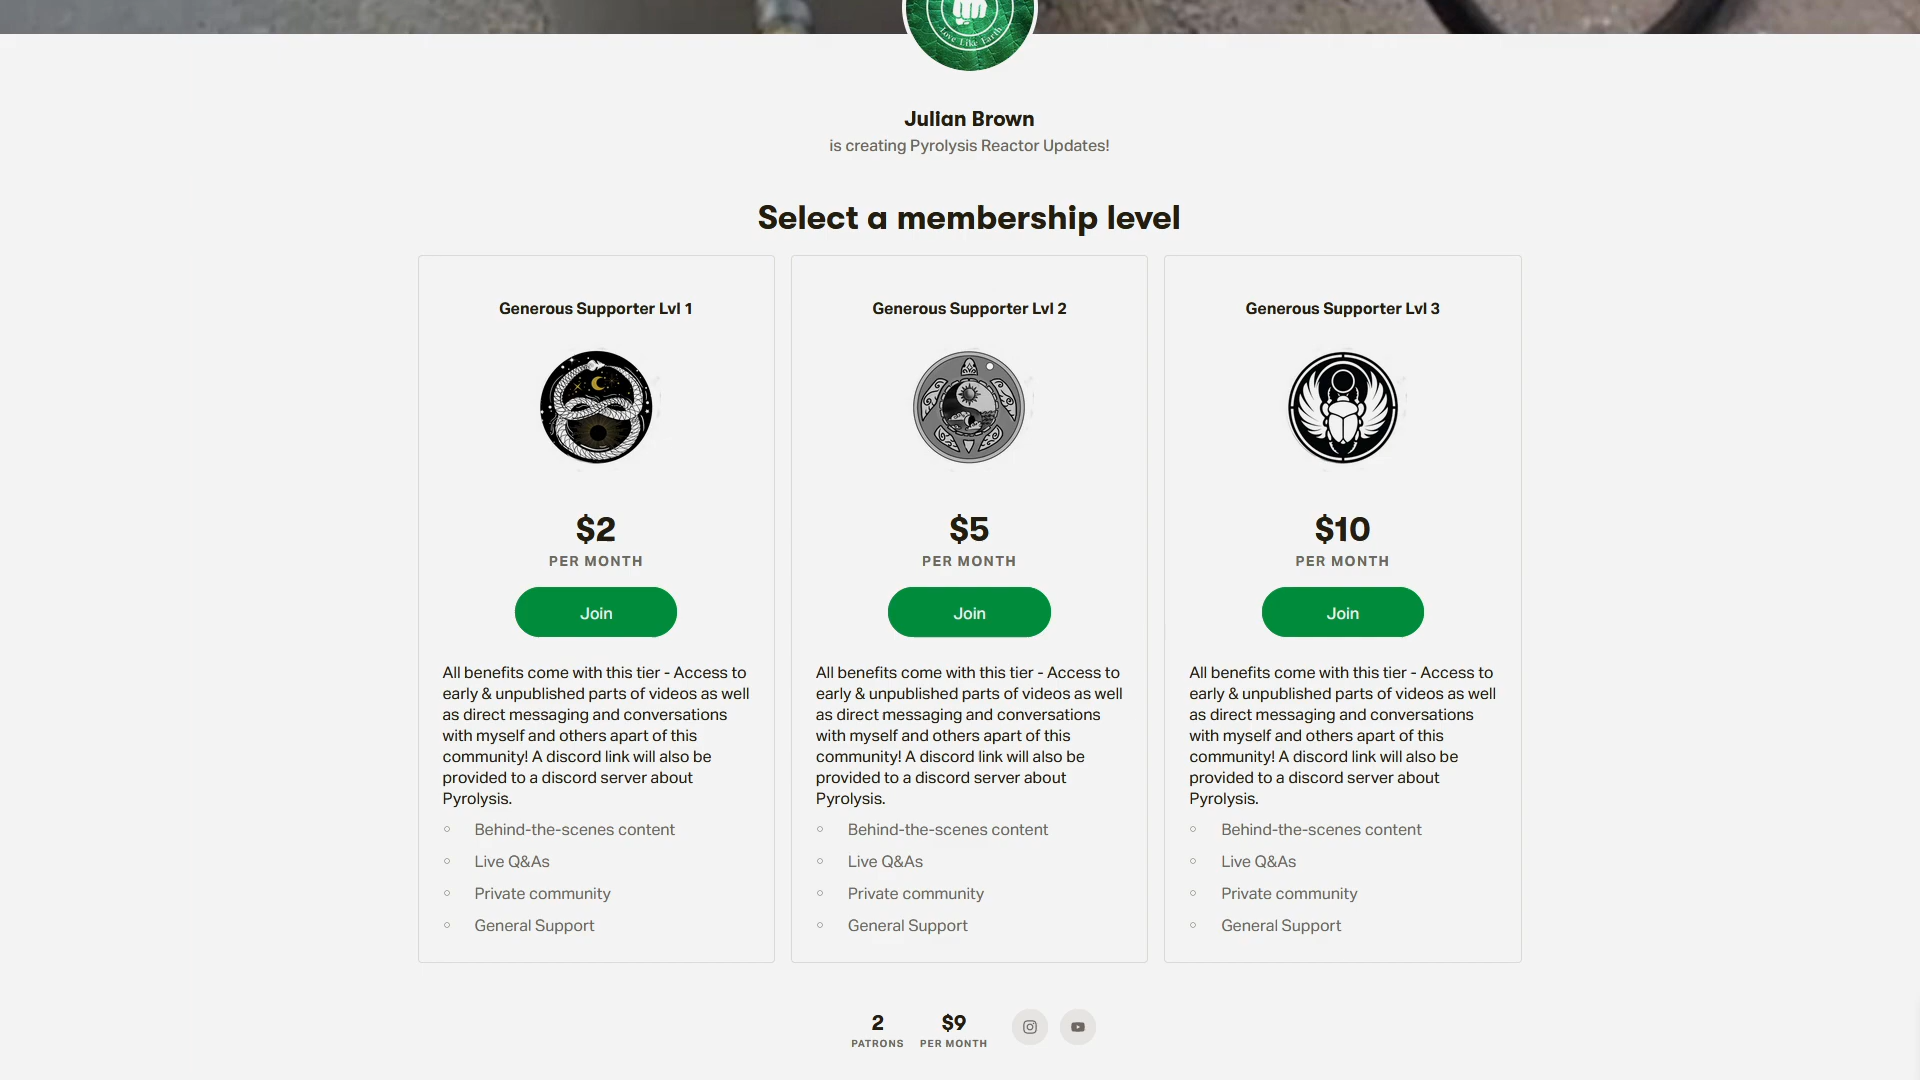 Love Like Earth
Julian Brown
is creating Pyrolysis Reactor Updates!
Select a membership level
Generous Supporter Lvl 1
$2
PER MONTH
Join
All benefits come with this tier - Access to
early & unpublished parts of videos as well
as direct messaging and conversations
with myself and others apart of this
community! A discord link will also be
provided to a discord server about
Pyrolysis.
Behind-the-scenes content
Live Q&As
Private community
General Support
Generous Supporter Lvl 2
$5
PER MONTH
Join
All benefits come with this tier - Access to
early & unpublished parts of videos as well
as direct messaging and conversations
with myself and others apart of this
community! A discord link will also be
provided to a discord server about
Pyrolysis.
Behind-the-scenes content
Live Q&As
Private community
General Support
Generous Supporter Lvl 3
$10
PER MONTH
Join
All benefits come with this tier - Access to
early & unpublished parts of videos as well
as direct messaging and conversations
with myself and others apart of this
community! A discord link will also be
provided to a discord server about
Pyrolysis.
Behind-the-scenes content
Live Q&As
Private community
General Support
2
PATRONS
$9
PER MONTH